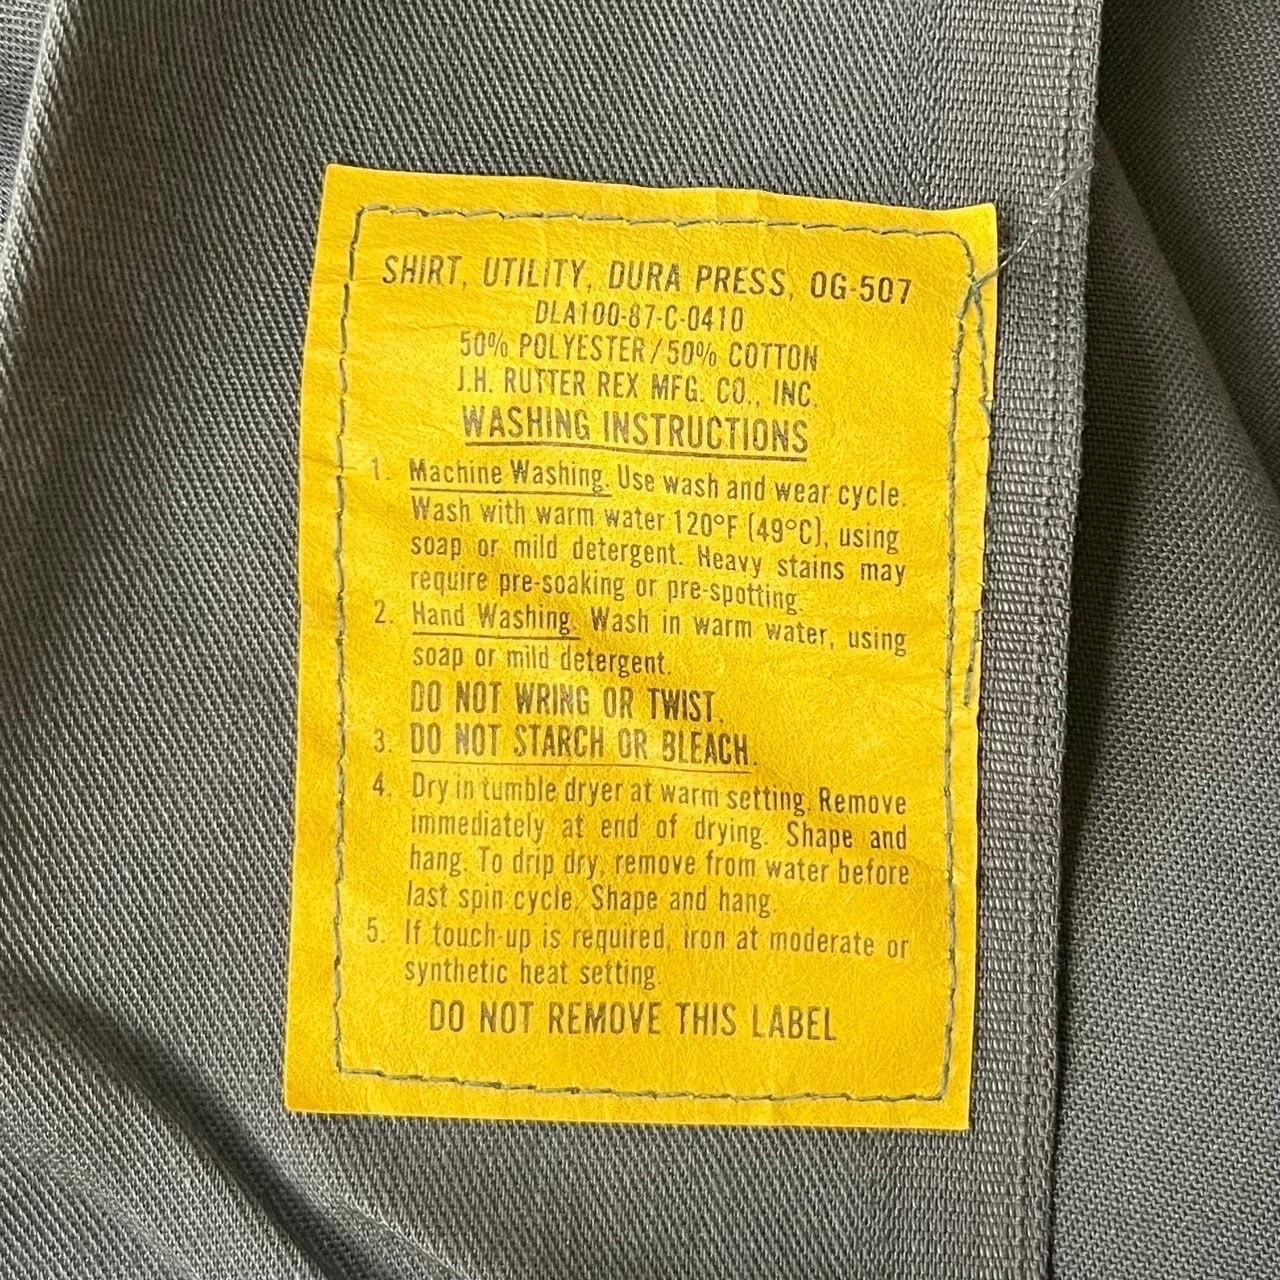 SHIRT, UTILITY, DURA PRESS, OG-507
DLA100-87-C-0410
50% POLYESTER/50% COTTON
J.H. RUTTER REX MFG. CO., INC.
WASHING INSTRUCTIONS
1. Machine Washing. Use wash and wear cycle.
Wash with warm water 120°F (49°C), using
soap or mild detergent. Heavy stains may
require pre-soaking or pre-spotting.
2. Hand Washing. Wash in warm water, using
soap or mild detergent.
DO NOT WRING OR TWIST.
3. DO NOT STARCH OR BLEACH.
4. Dry in tumble dryer at warm setting. Remove
immediately at end of drying. Shape and
hang. To drip dry, remove from water before
last spin cycle. Shape and hang.
5. If touch-up is required, iron at moderate or
synthetic heat setting.
DO NOT REMOVE THIS LABEL